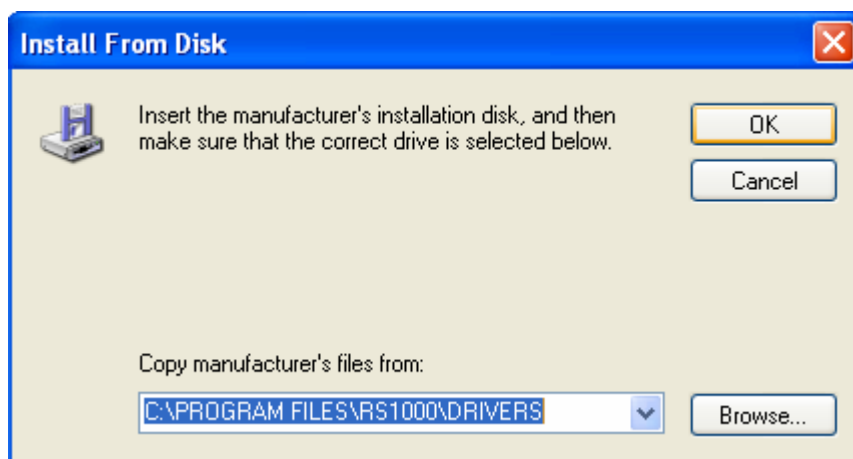 Install From Disk
Insert the manufacturer's installation disk, and then
make sure that the correct drive is selected below.
OK
Cancel
Copy manufacturer's files from:
C:\PROGRAM FILES\RS1000\DRIVERS
Browse...